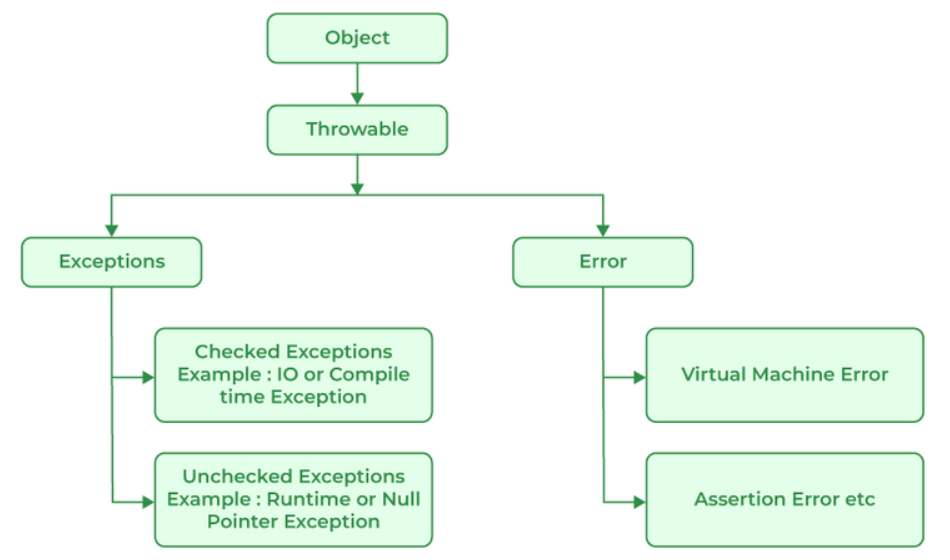 Object
Throwable
Exceptions
Error
Checked Exceptions
Example : IO or Compile
time Exception
Virtual Machine Error
Unchecked Exceptions
Example : Runtime or Null
Pointer Exception
Assertion Error etc